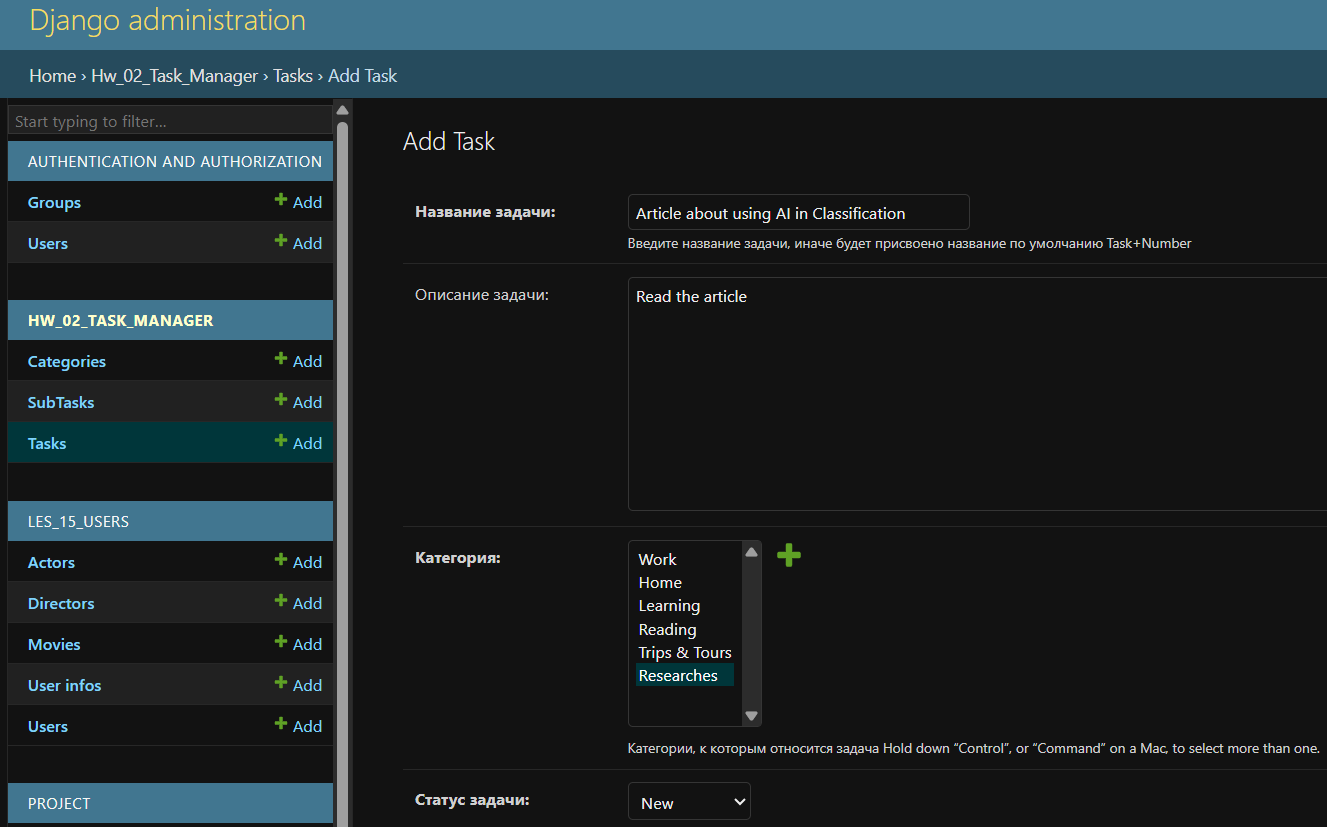 Django administration
Home › Hw_02_Task_Manager › Tasks › Add Task
Start typing to filter...
AUTHENTICATION AND AUTHORIZATION
Groups + Add
Users + Add
HW_02_TASK_MANAGER
Categories + Add
SubTasks + Add
Tasks + Add
LES_15_USERS
Actors + Add
Directors + Add
Movies + Add
User infos + Add
Users + Add
PROJECT
Add Task
Название задачи: Article about using AI in Classification
Введите название задачи, иначе будет присвоено название по умолчанию Task+Number
Описание задачи: Read the article
Категория:
Work
Home
Learning
Reading
Trips & Tours
Researches
Категории, к которым относится задача Hold down “Control”, or “Command” on a Mac, to select more than one.
Статус задачи: New